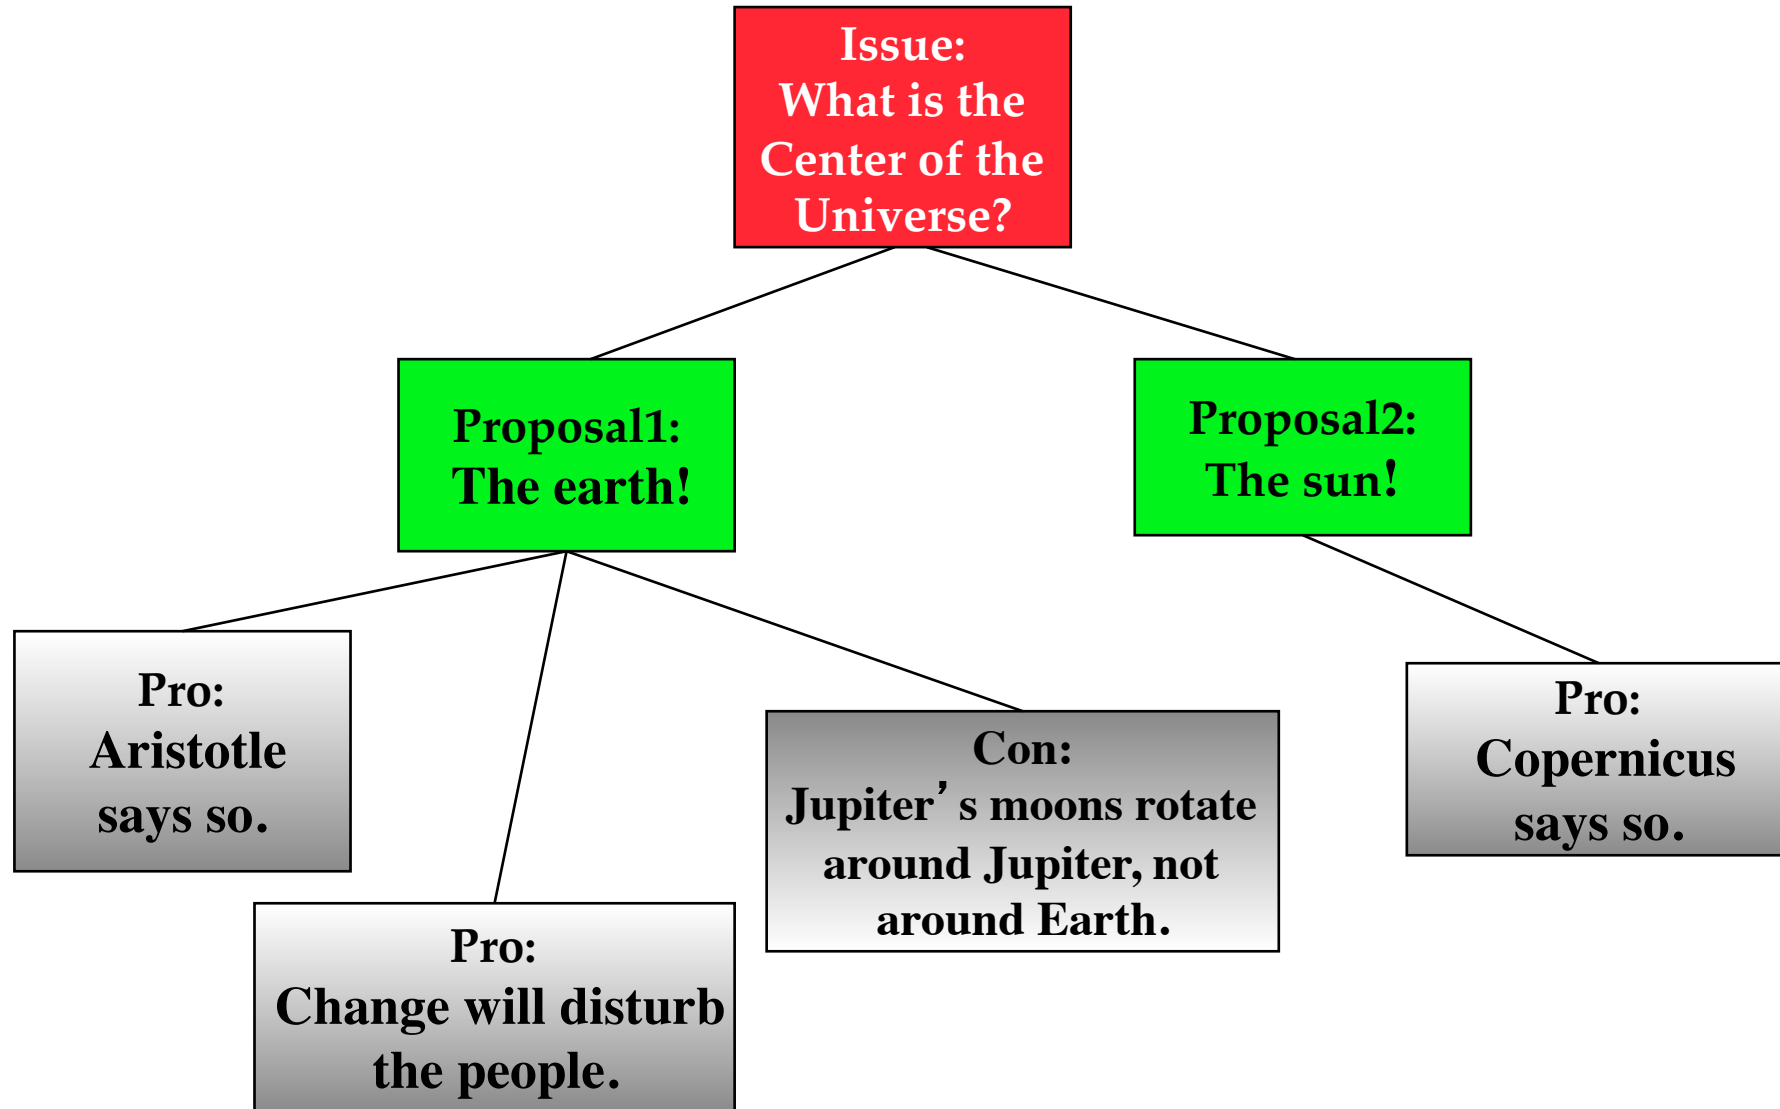 Issue:
What is the
Center of the
Universe?
Proposal1:
The earth!
Proposal2:
The sun!
Pro:
Aristotle
says so.
Pro:
Change will disturb
the people.
Con:
Jupiter’s moons rotate
around Jupiter, not
around Earth.
Pro:
Copernicus
says so.